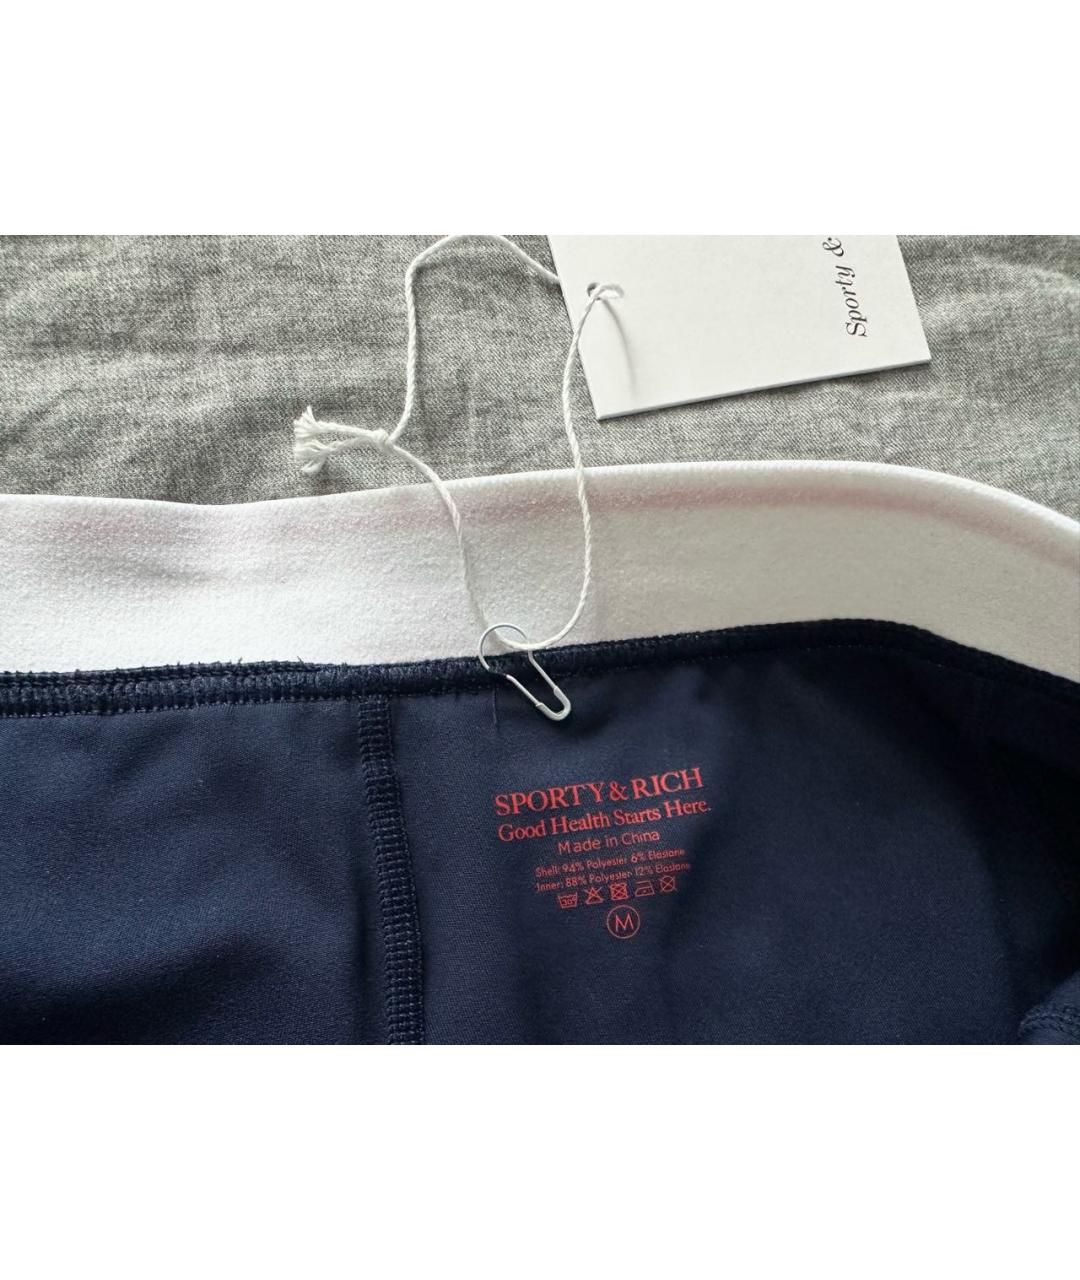 Sporty &
SPORTY & RICH
Good Health Starts Here.
Made in China
Shell: 94% Polyester 6% Elastane
Inner: 88% Polyester 12% Elastane
30°
M